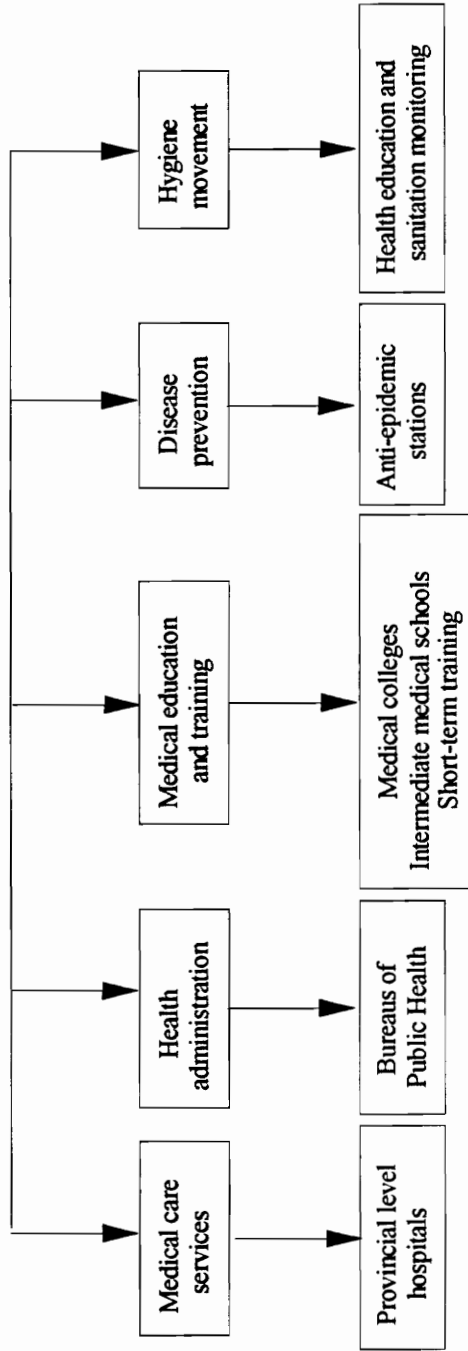 Medical care
services
Health
administration
Medical education
and training
Disease
prevention
Hygiene
movement
Provincial level
hospitals
Bureaus of
Public Health
Medical colleges
Intermediate medical schools
Short-term training
Anti-epidemic
stations
Health education and
sanitation monitoring